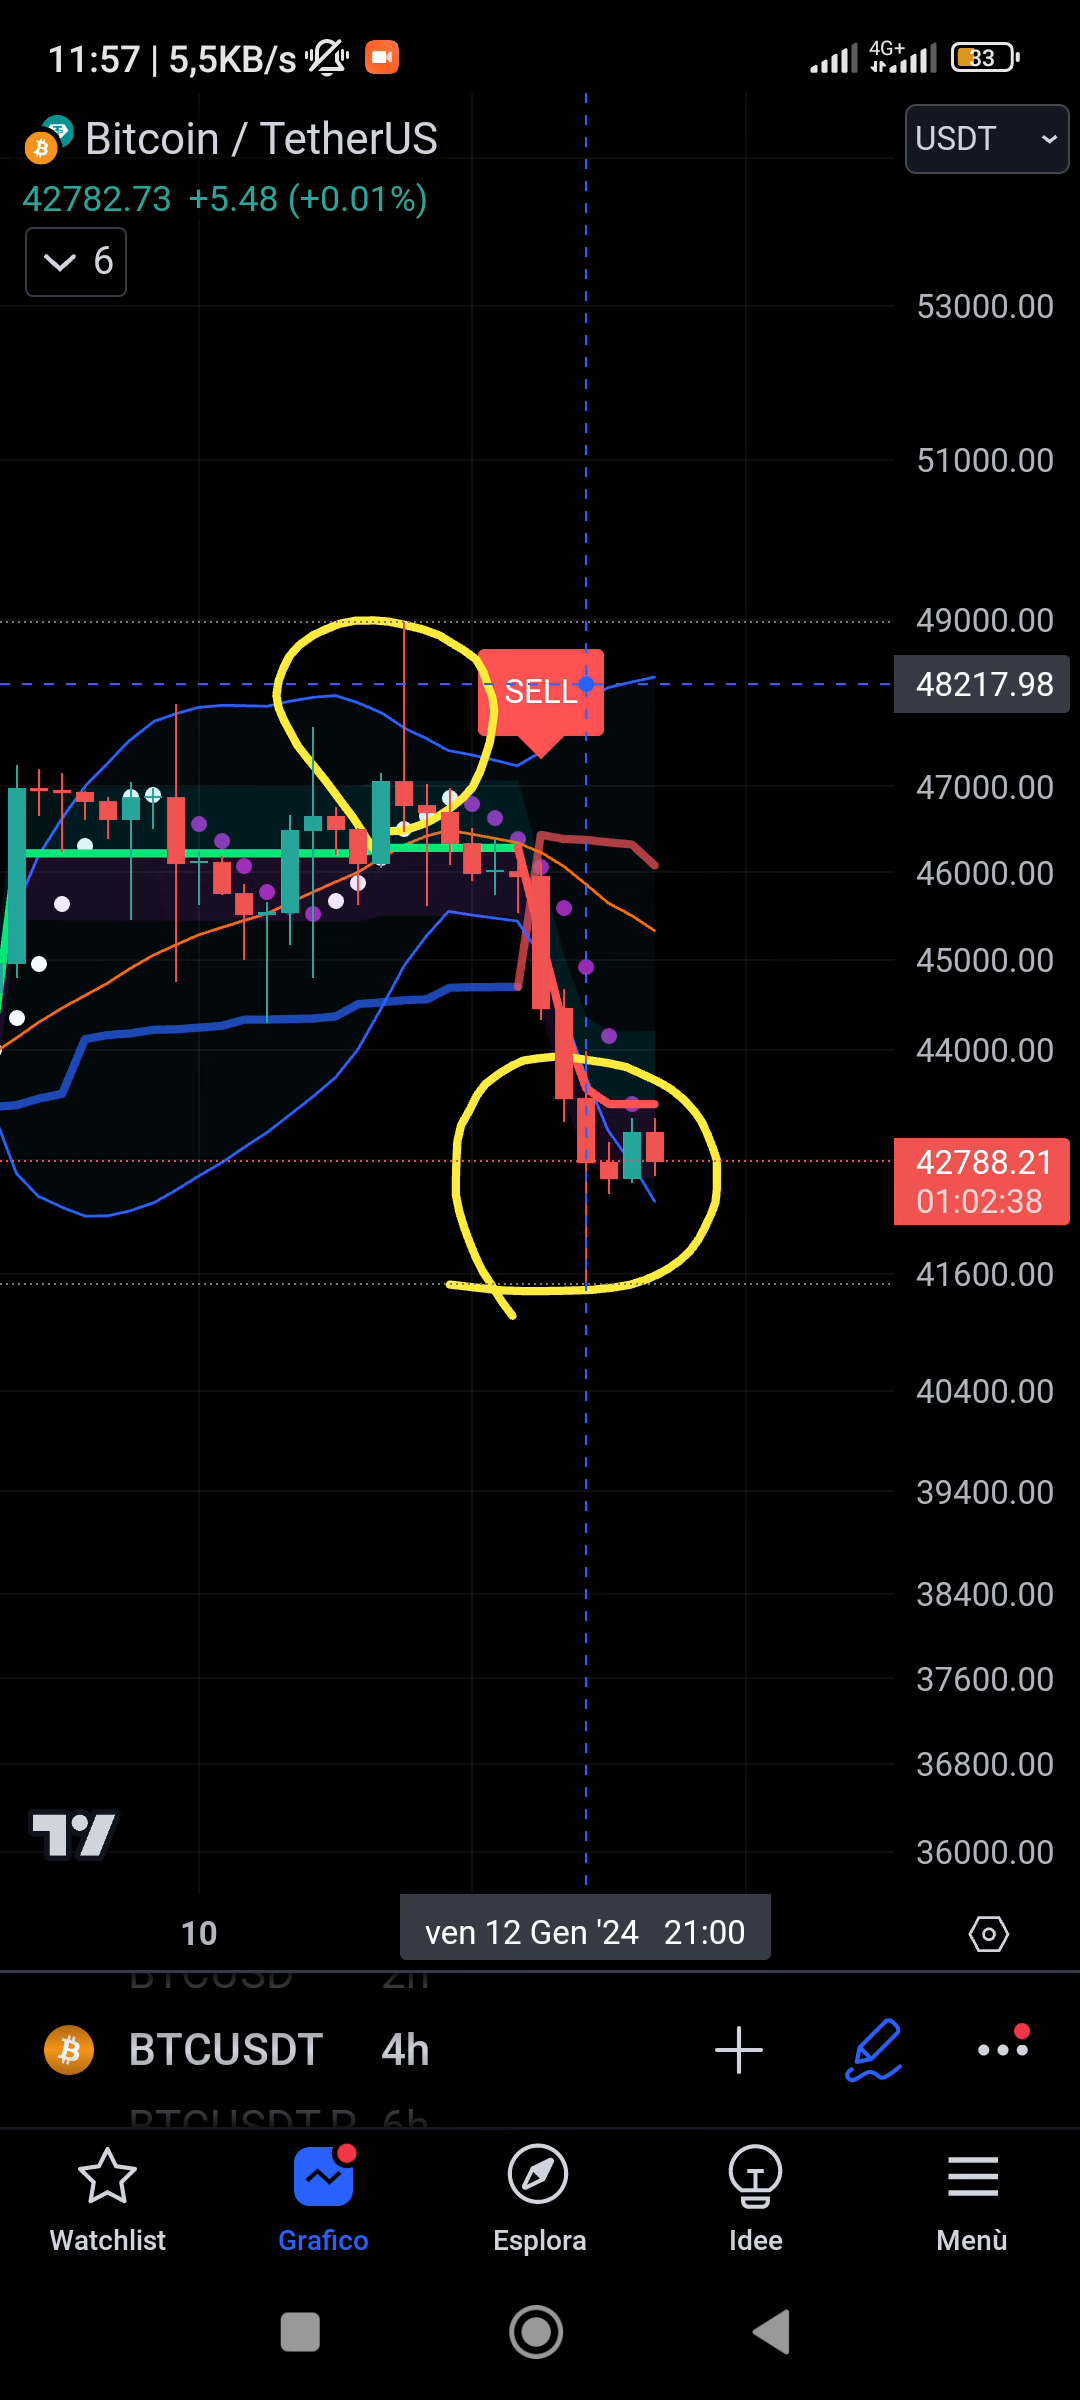 11:57 | 5,5KB/s 4G+ 33
Bitcoin / TetherUS USDT
42782.73 +5.48 (+0.01%)
6
53000.00
51000.00
49000.00
SELL 48217.98
47000.00
46000.00
45000.00
44000.00
42788.21
01:02:38
41600.00
40400.00
39400.00
38400.00
37600.00
36800.00
36000.00
10 ven 12 Gen '24 21:00
BTCUSD 2h
BTCUSDT 4h
BTCUSDT.P 6h
Watchlist Grafico Esplora Idee Menù